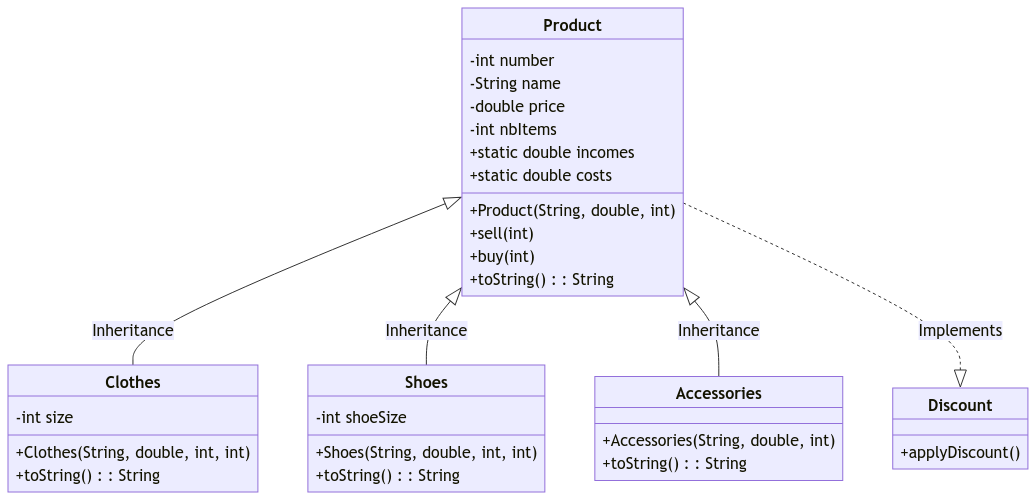 Product
-int number
-String name
-double price
-int nbItems
+static double incomes
+static double costs
+Product(String, double, int)
+sell(int)
+buy(int)
+toString() : : String
Inheritance
Inheritance
Inheritance
Implements
Clothes
-int size
+Clothes(String, double, int, int)
+toString() : : String
Shoes
-int shoeSize
+Shoes(String, double, int, int)
+toString() : : String
Accessories
+Accessories(String, double, int)
+toString() : : String
Discount
+applyDiscount()